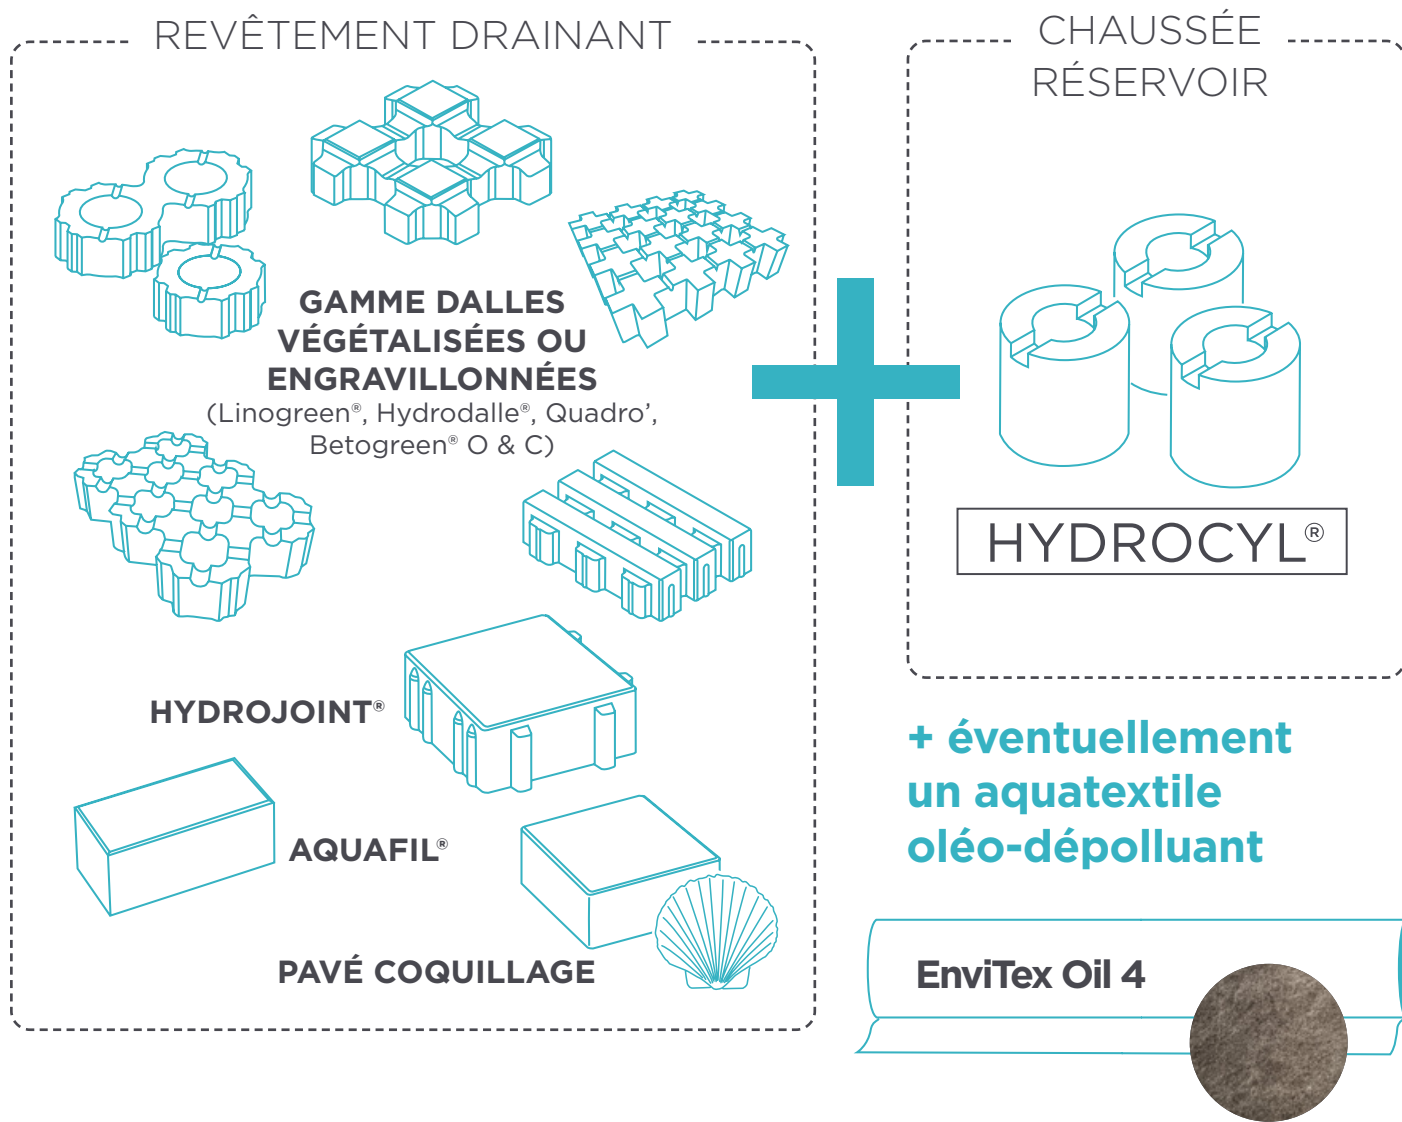 REVÊTEMENT DRAINANT
GAMME DALLES
VÉGÉTALISÉES OU
ENGRAVILLONNÉES
(Linogreen®, Hydrodalle®, Quadro’,
Betogreen® O & C)
HYDROJOINT®
AQUAFIL®
PAVÉ COQUILLAGE
CHAUSSÉE
RÉSERVOIR
HYDROCYL®
+ éventuellement
un aquatextile
oléo-dépolluant
EnviTex Oil 4